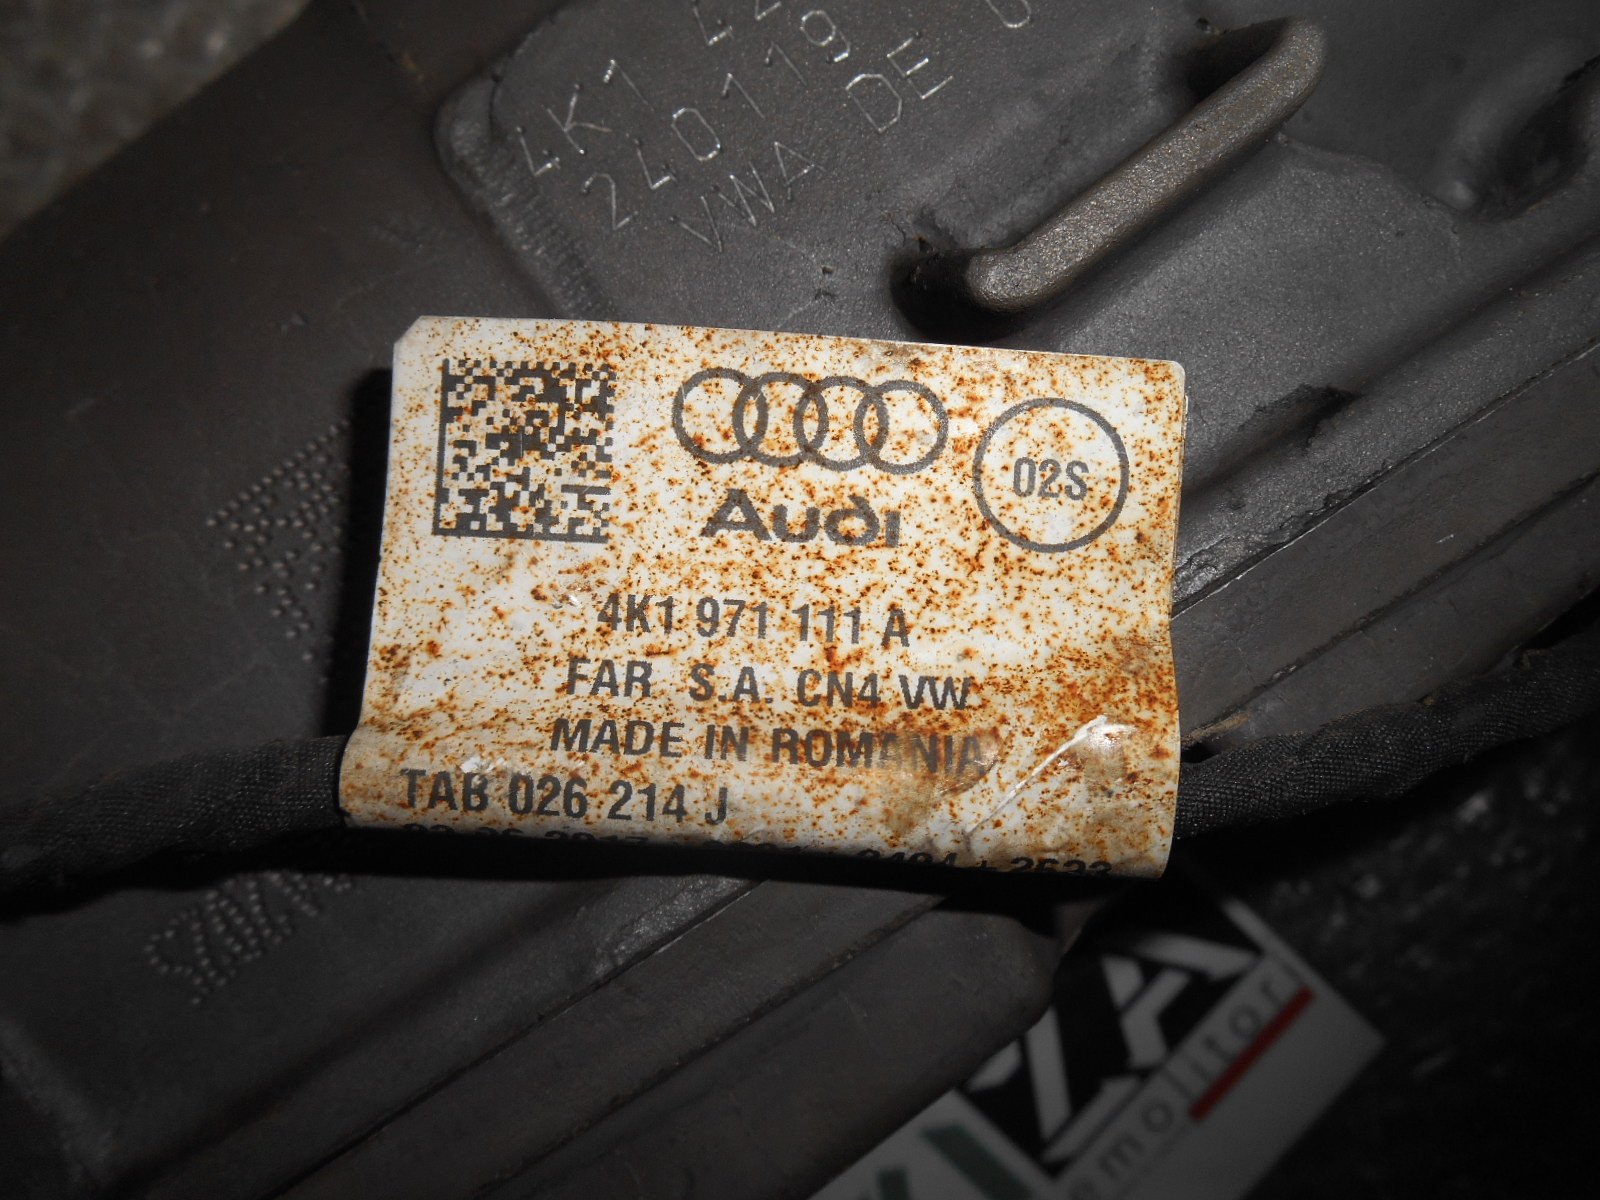 4K1
240119
VWA DE
Audi
02S
4K1 971 111 A
FAR S.A. CN4 VW
MADE IN ROMANIA
TAB 026 214 J